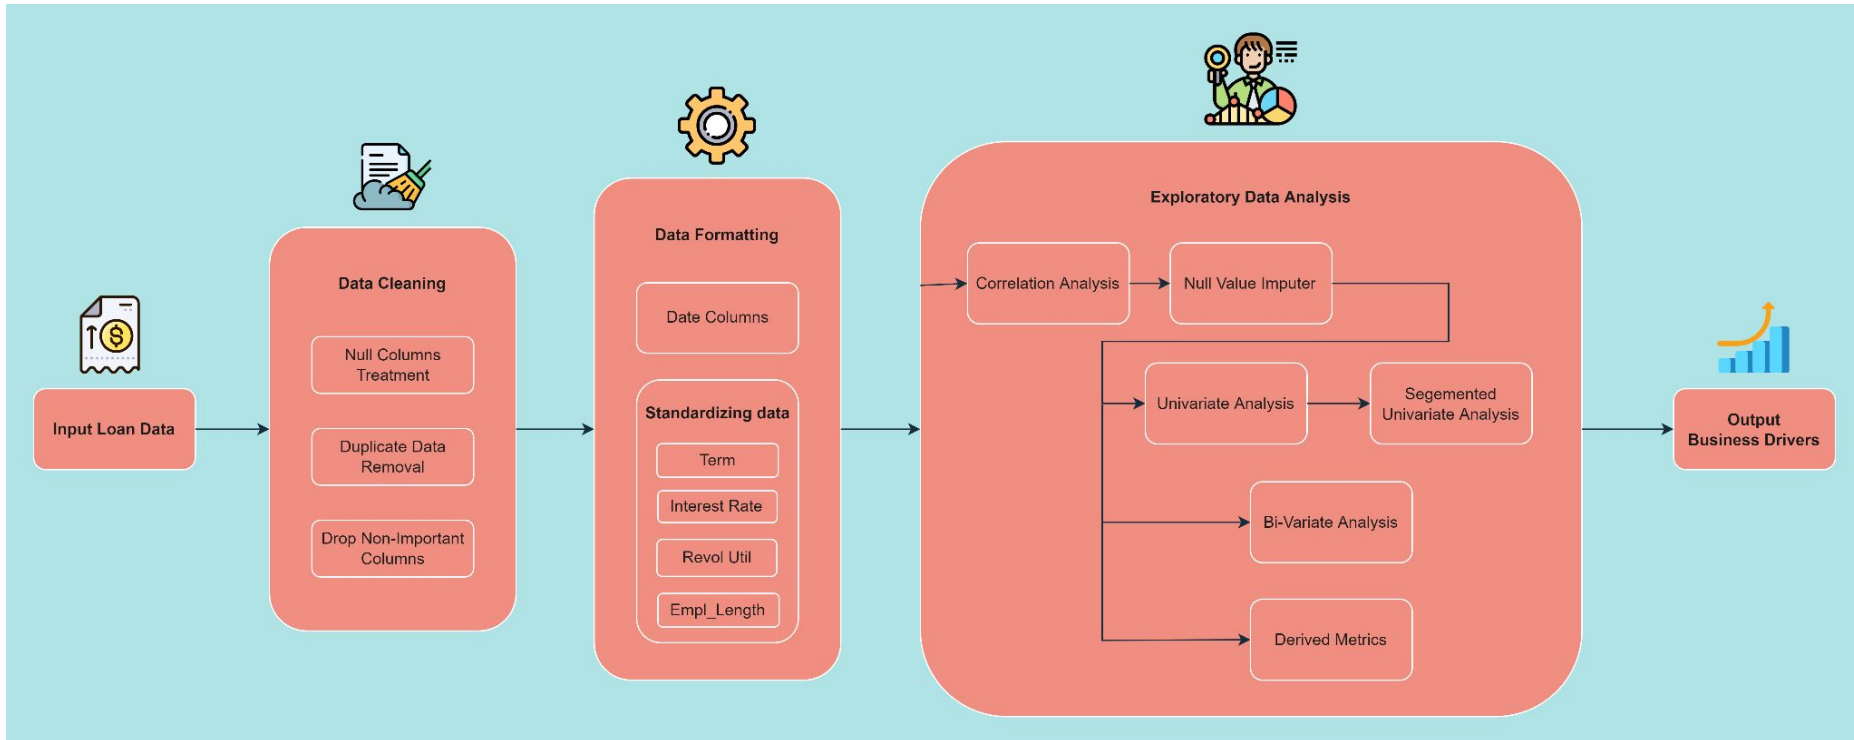 Input Loan Data
Data Cleaning
Null Columns
Treatment
Duplicate Data
Removal
Drop Non-Important
Columns
Data Formatting
Date Columns
Standardizing data
Term
Interest Rate
Revol Util
Empl_Length
Exploratory Data Analysis
Correlation Analysis
Null Value Imputer
Univariate Analysis
Segemented
Univariate Analysis
Bi-Variate Analysis
Derived Metrics
Output
Business Drivers